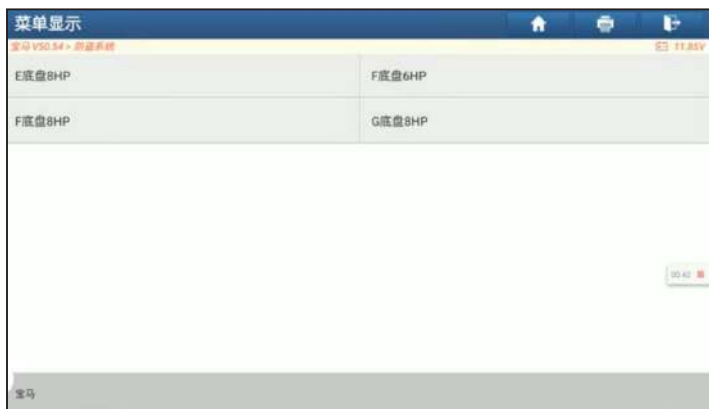 菜单显示
宝马 V50.54 > 防盗系统 11.85V
E底盘8HP F底盘6HP
F底盘8HP G底盘8HP
00:42
宝马